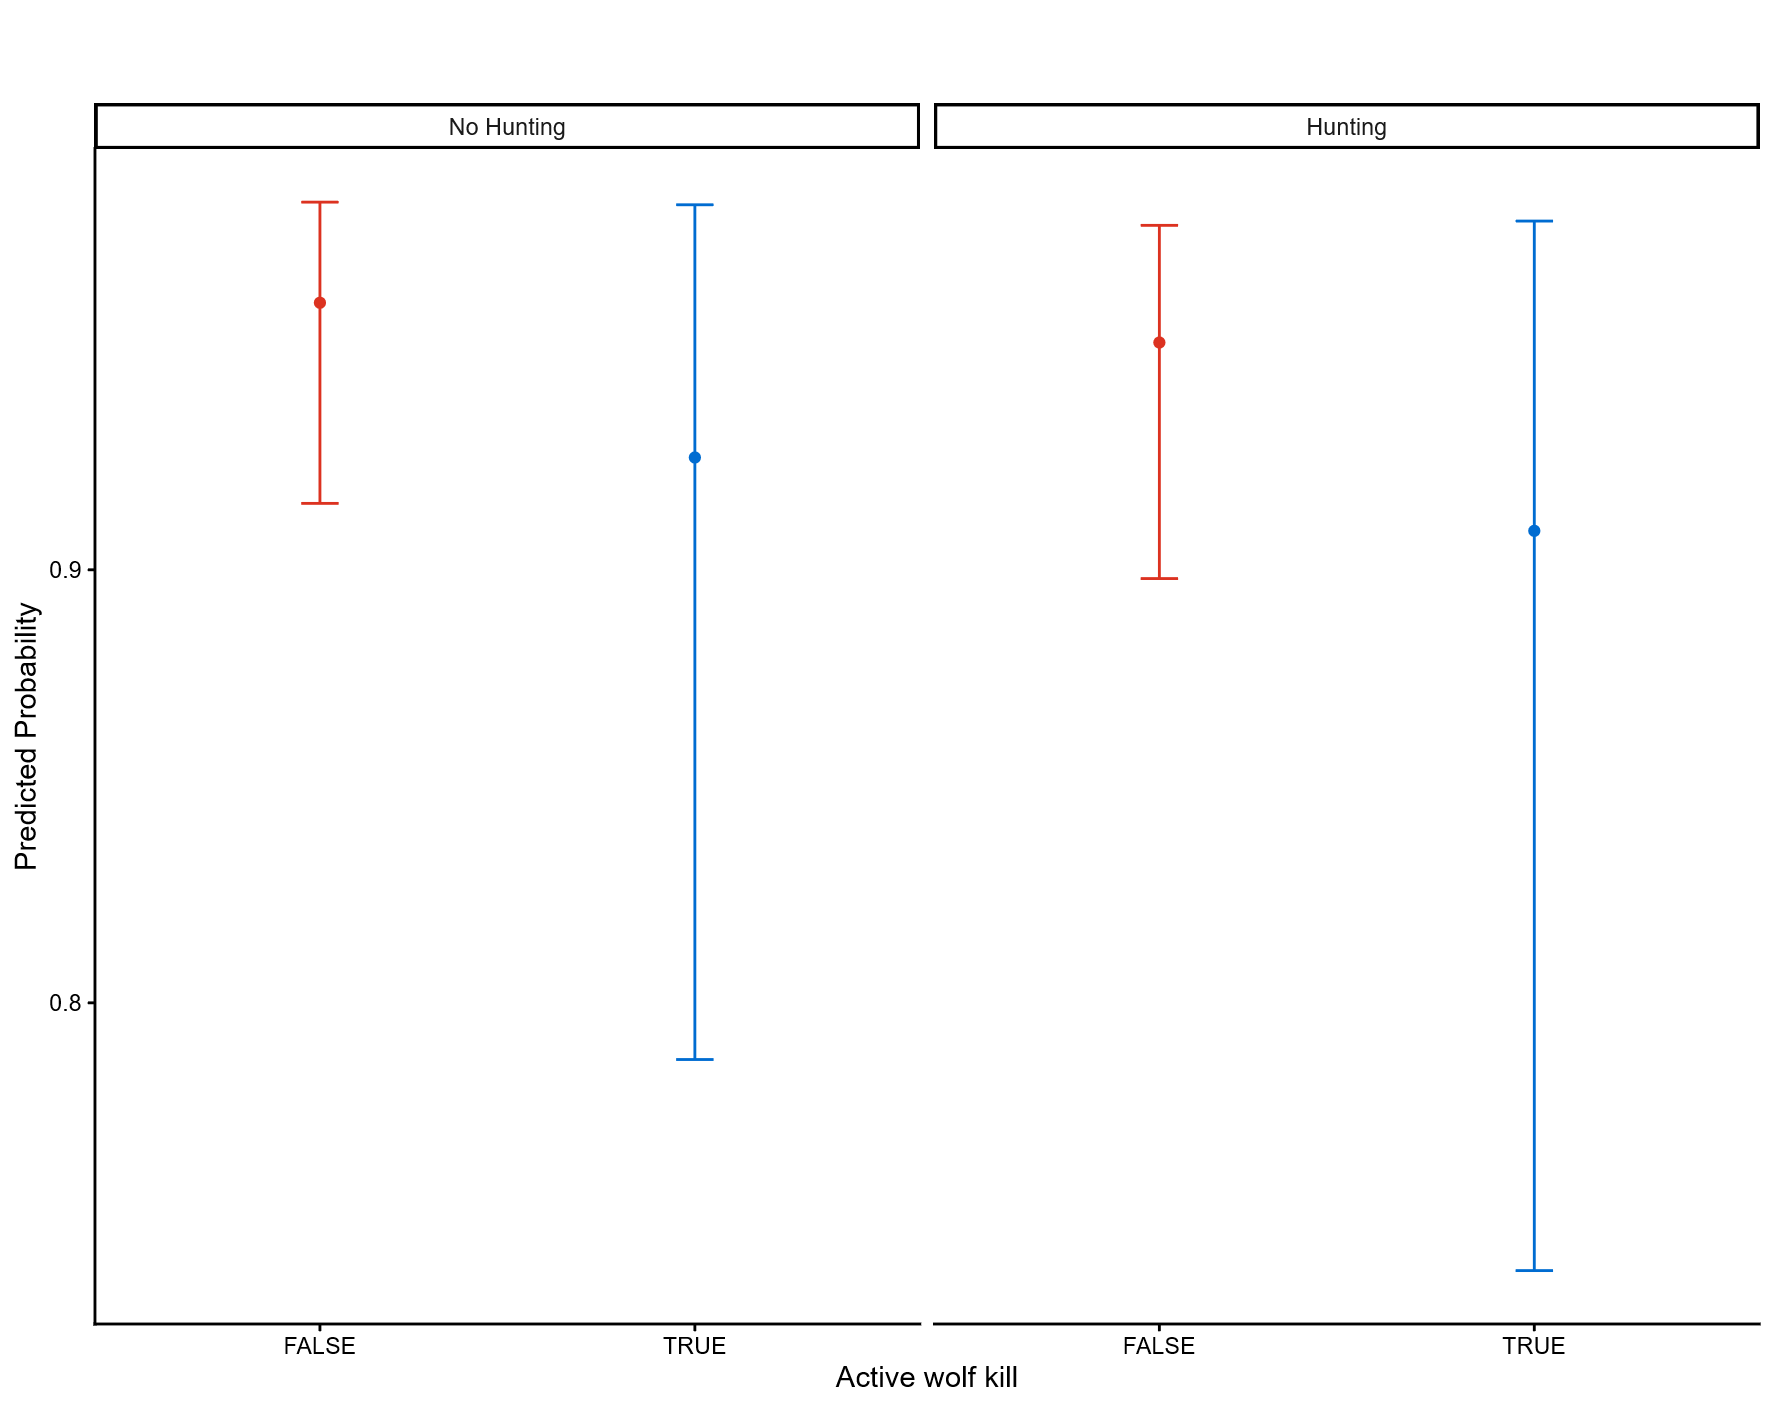 No Hunting
Hunting
0.9
0.8
Predicted Probability
FALSE
TRUE
FALSE
TRUE
Active wolf kill